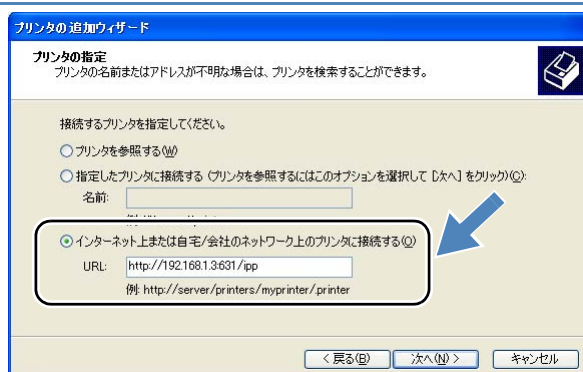 プリンタの追加ウィザード
プリンタの指定
プリンタの名前またはアドレスが不明な場合は、プリンタを検索することができます。
接続するプリンタを指定してください。
プリンタを参照する(W)
指定したプリンタに接続する (プリンタを参照するにはこのオプションを選択して [次へ] をクリック)(C):
名前:
インターネット上または自宅/会社のネットワーク上のプリンタに接続する(O)
URL: http://192.168.1.3:631/ipp
例: http://server/printers/myprinter/.printer
< 戻る(B) 次へ(N) > キャンセル